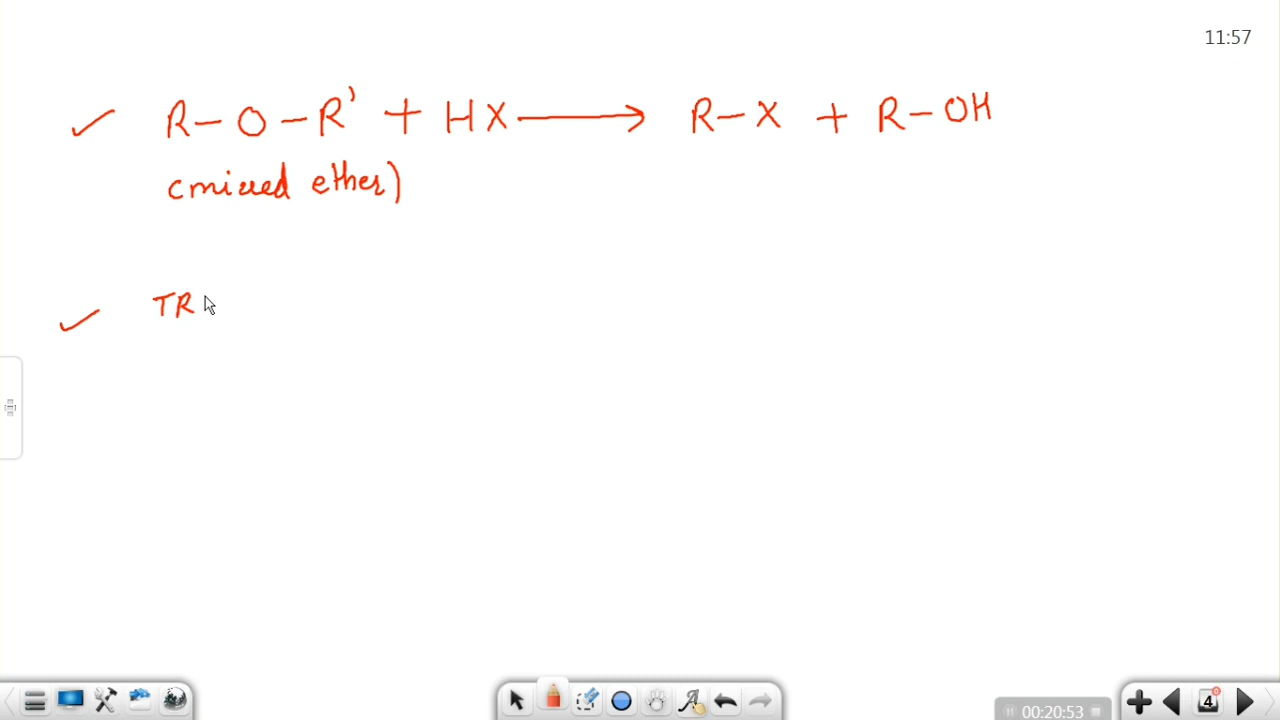 11:57
R-O-R' + HX⟶ R-X + R-OH
(mixed ether)
TR
4
00:20:53